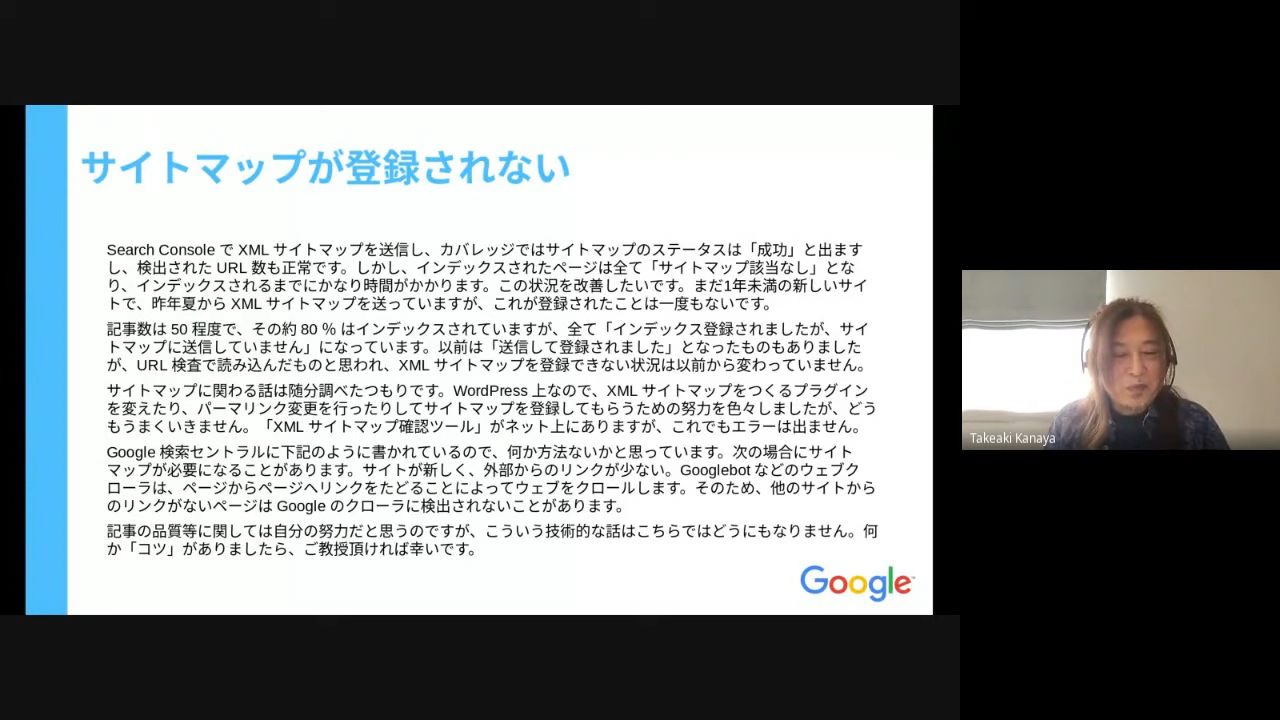 サイトマップが登録されない
Search Console で XML サイトマップを送信し、カバレッジではサイトマップのステータスは「成功」と出ます
し、検出された URL 数も正常です。しかし、インデックスされたページは全て「サイトマップ該当なし」とな
り、インデックスされるまでにかなり時間がかかります。この状況を改善したいです。まだ1年未満の新しいサイ
トで、昨年夏から XML サイトマップを送っていますが、これが登録されたことは一度もないです。
記事数は 50 程度で、その約 80 % はインデックスされていますが、全て「インデックス登録されましたが、サイ
トマップに送信していません」になっています。以前は「送信して登録されました」となったものもありました
が、URL 検査で読み込んだものと思われ、XML サイトマップを登録できない状況は以前から変わっていません。
サイトマップに関わる話は随分調べたつもりです。WordPress 上なので、XML サイトマップをつくるプラグイン
を変えたり、パーマリンク変更を行ったりしてサイトマップを登録してもらうための努力を色々しましたが、どう
もうまくいきません。「XML サイトマップ確認ツール」がネット上にありますが、これでもエラーは出ません。
Google 検索セントラルに下記のように書かれているので、何か方法ないかと思っています。次の場合にサイト
マップが必要になることがあります。サイトが新しく、外部からのリンクが少ない。Googlebot などのウェブク
ローラは、ページからページへリンクをたどることによってウェブをクロールします。そのため、他のサイトから
のリンクがないページは Google のクローラに検出されないことがあります。
記事の品質等に関しては自分の努力だと思うのですが、こういう技術的な話はこちらではどうにもなりません。何
か「コツ」がありましたら、ご教授頂ければ幸いです。
Google
Takeaki Kanaya